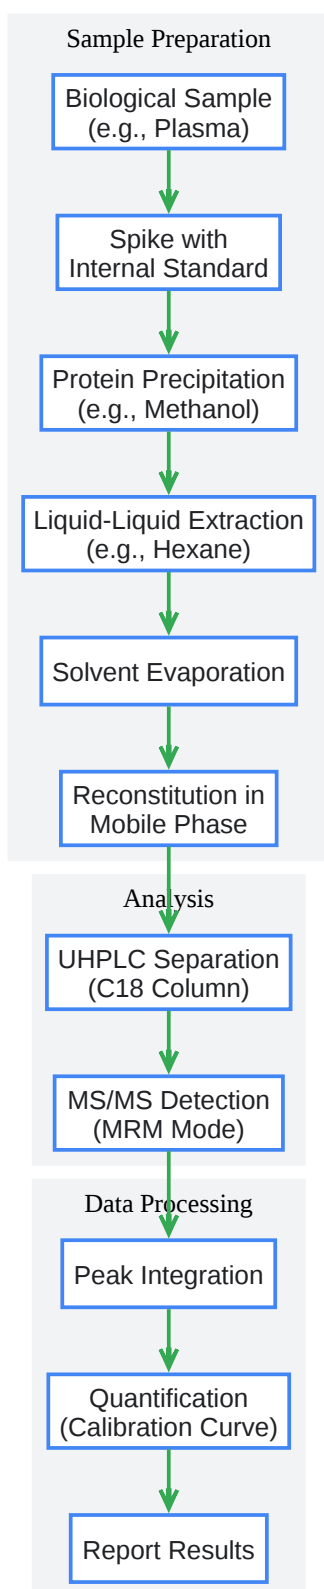 Sample Preparation
Biological Sample
(e.g., Plasma)
Spike with
Internal Standard
Protein Precipitation
(e.g., Methanol)
Liquid-Liquid Extraction
(e.g., Hexane)
Solvent Evaporation
Reconstitution in
Mobile Phase
Analysis
UHPLC Separation
(C18 Column)
MS/MS Detection
(MRM Mode)
Data Processing
Peak Integration
Quantification
(Calibration Curve)
Report Results